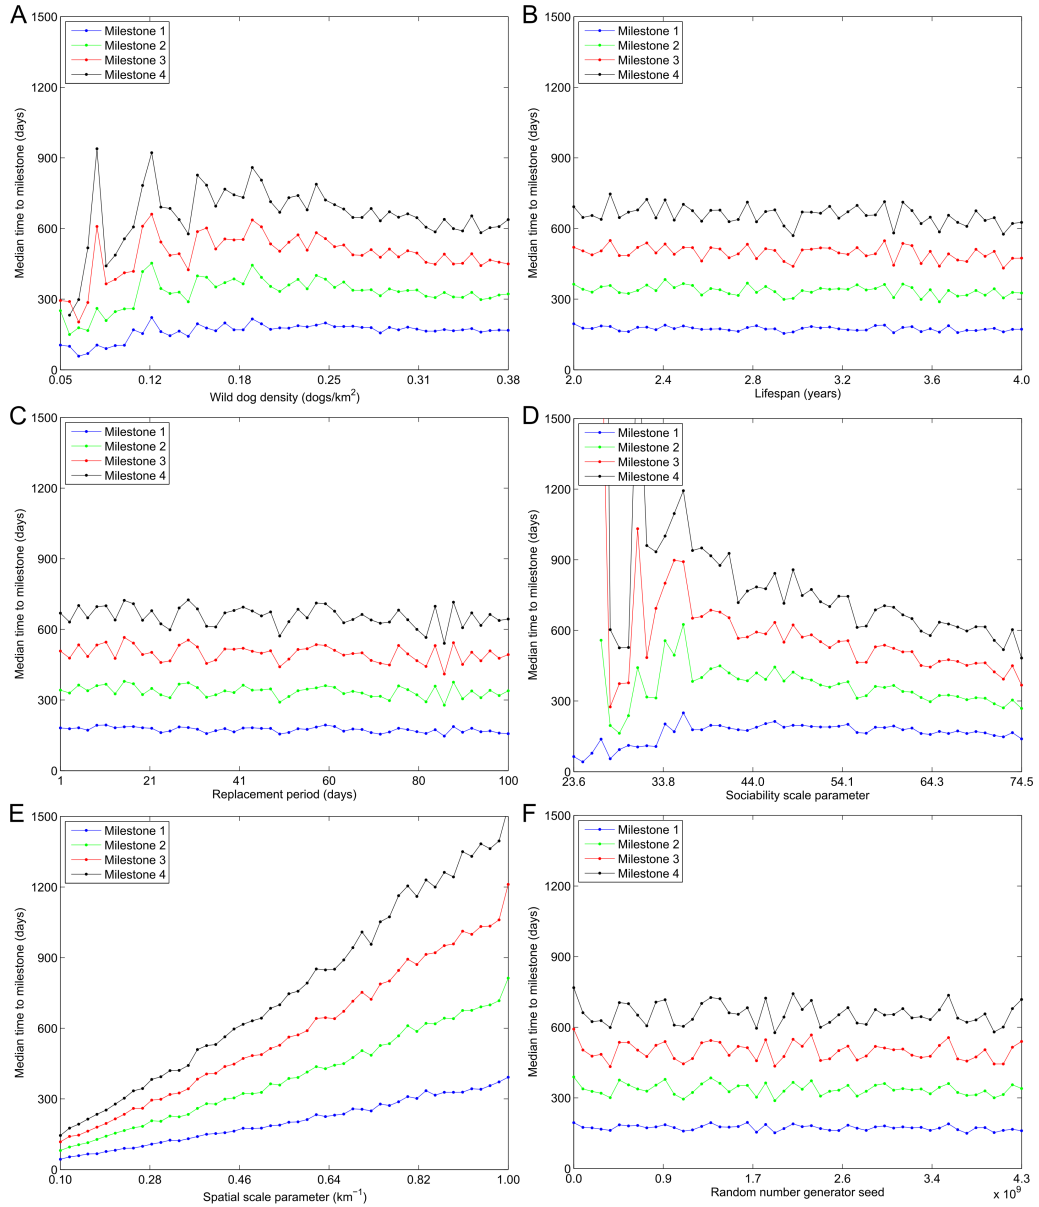 A
1500
1200
900
600
300
0
Median time to milestone (days)
Milestone 1
Milestone 2
Milestone 3
Milestone 4
0.05 0.12 0.18 0.25 0.31 0.38
Wild dog density (dogs/km²)
B
1500
1200
900
600
300
0
Median time to milestone (days)
Milestone 1
Milestone 2
Milestone 3
Milestone 4
2.0 2.4 2.8 3.2 3.6 4.0
Lifespan (years)
C
1500
1200
900
600
300
0
Median time to milestone (days)
Milestone 1
Milestone 2
Milestone 3
Milestone 4
1 21 41 60 80 100
Replacement period (days)
D
1500
1200
900
600
300
0
Median time to milestone (days)
Milestone 1
Milestone 2
Milestone 3
Milestone 4
23.6 33.8 44.0 54.1 64.3 74.5
Sociability scale parameter
E
1500
1200
900
600
300
0
Median time to milestone (days)
Milestone 1
Milestone 2
Milestone 3
Milestone 4
0.10 0.28 0.46 0.64 0.82 1.00
Spatial scale parameter (km⁻¹)
F
1500
1200
900
600
300
0
Median time to milestone (days)
Milestone 1
Milestone 2
Milestone 3
Milestone 4
0.0 0.9 1.7 2.6 3.4 4.3
Random number generator seed
x 10⁹